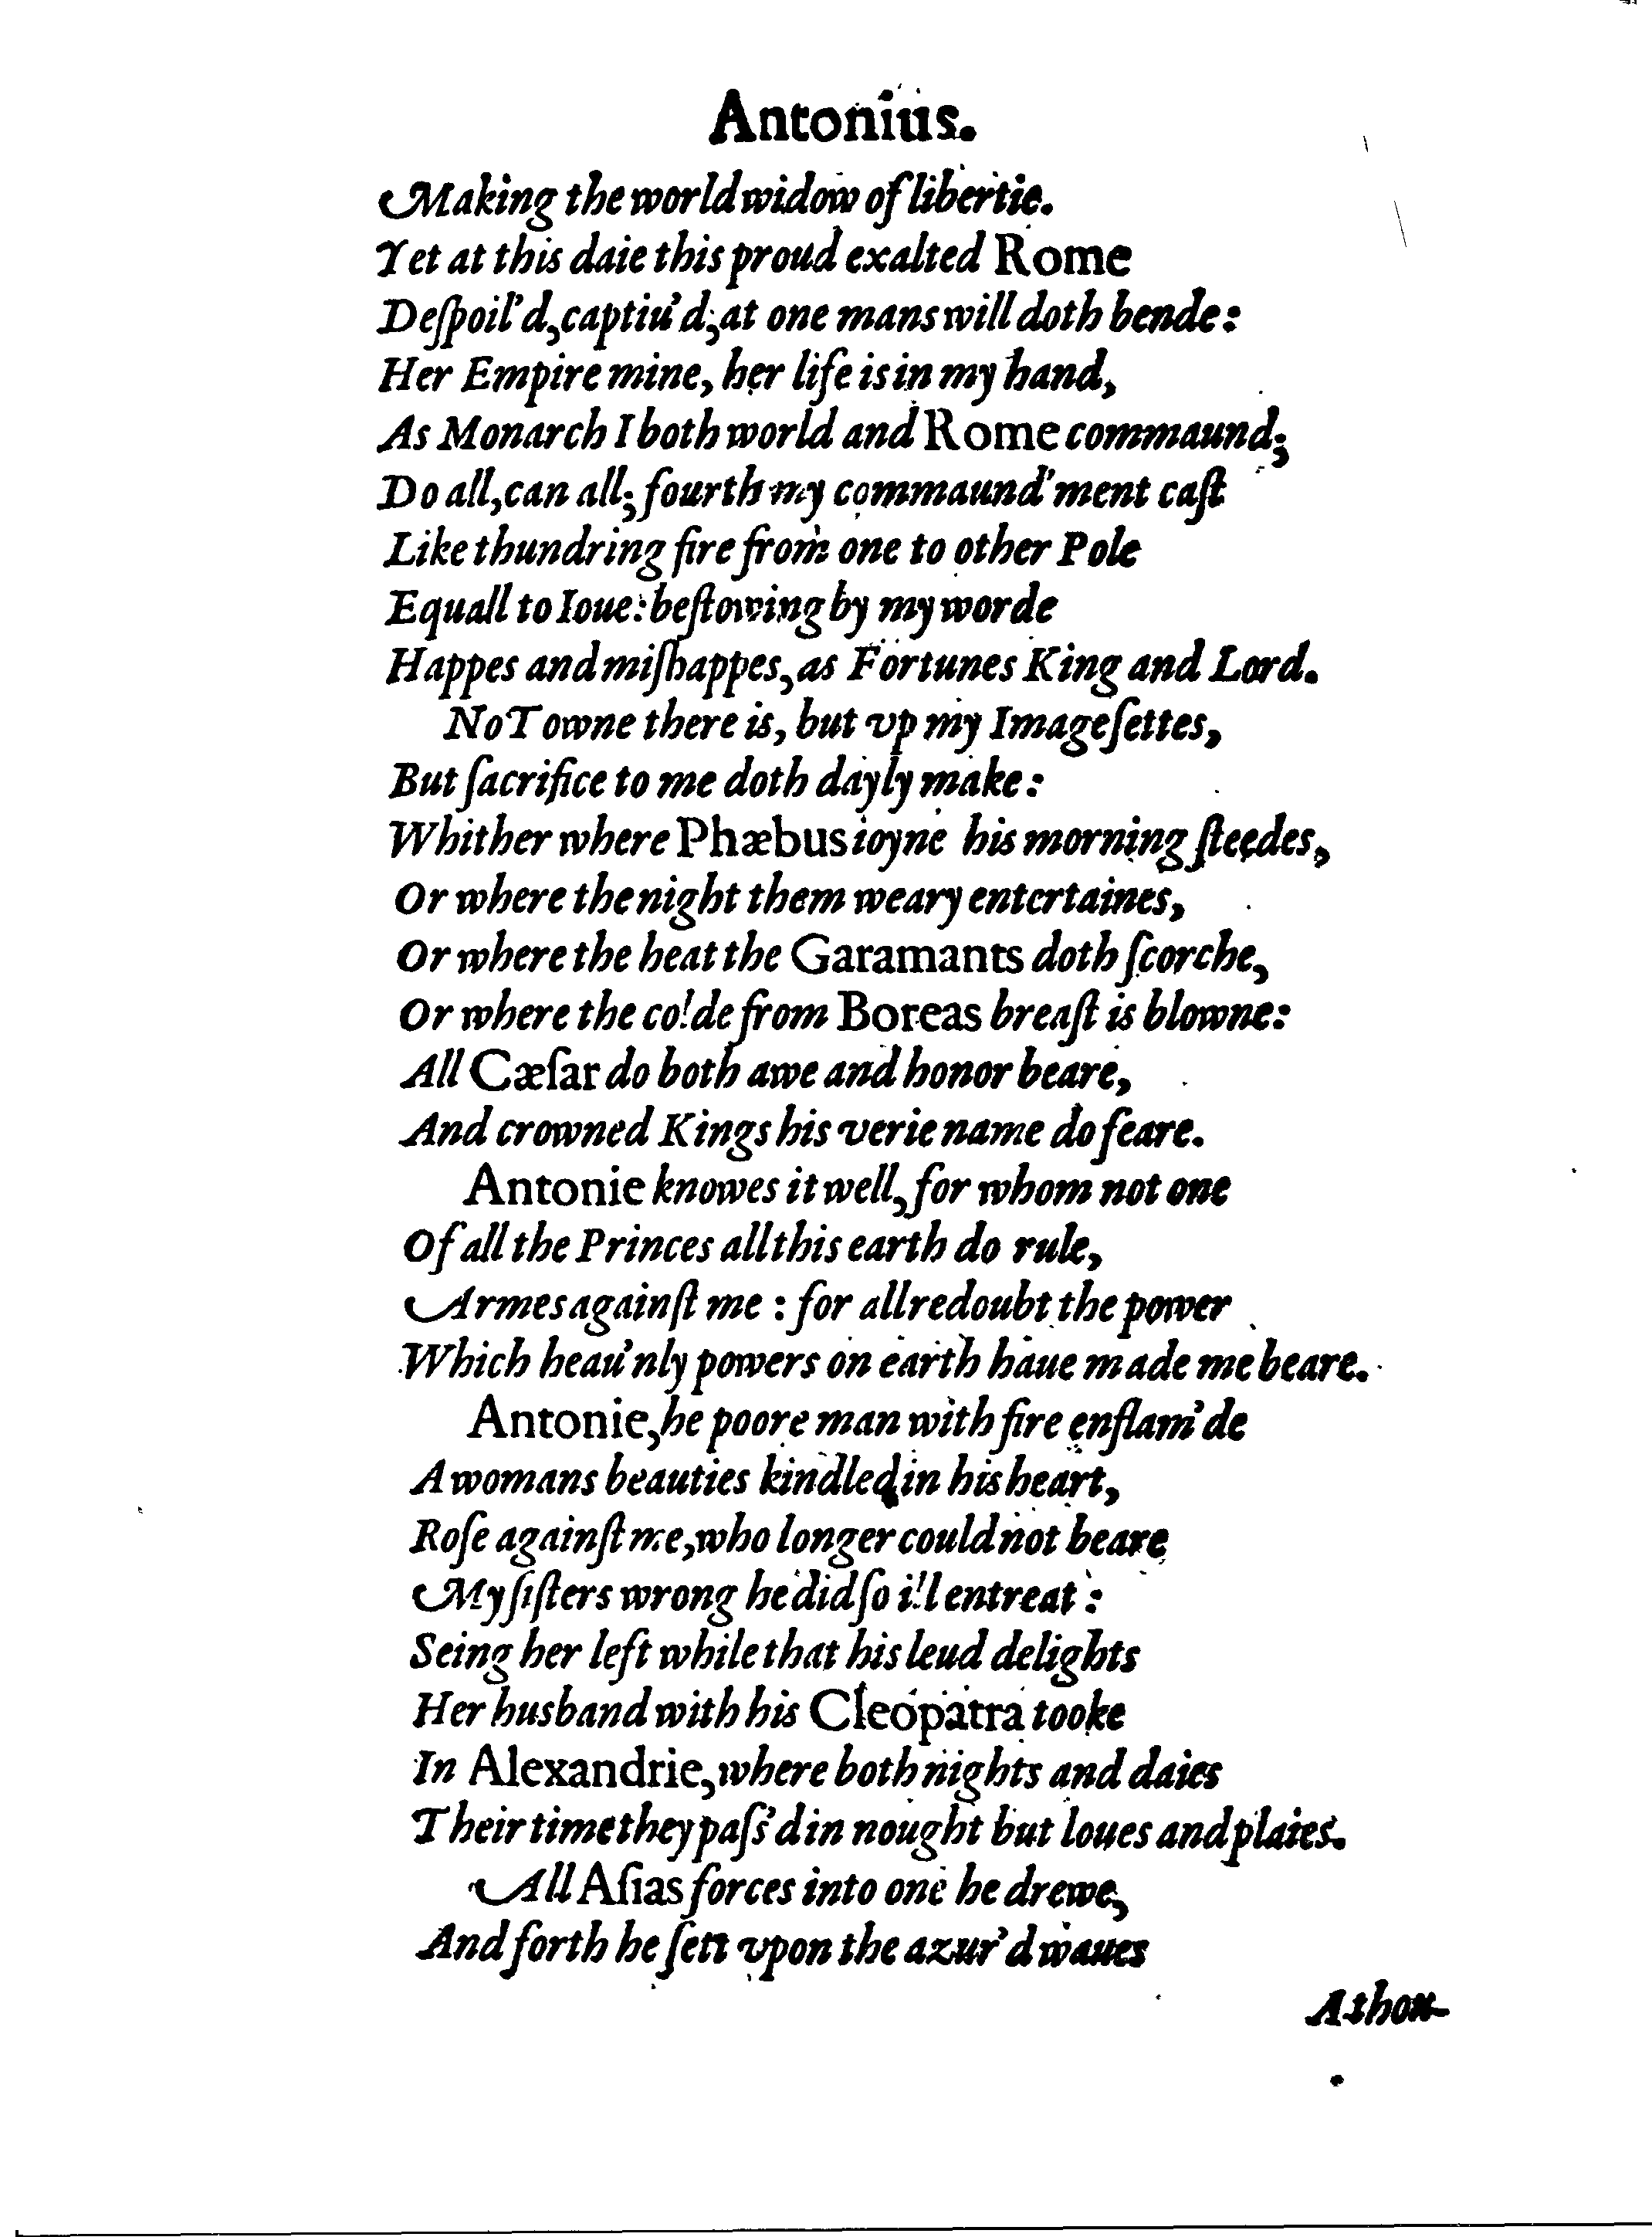 Antonius.
Making the world widow of libertie.
Yet at this daie this proud exalted Rome
Deſpoil'd, captiu'd, at one mans will doth bende:
Her Empire mine, her life is in my hand,
As Monarch I both world and Rome commaund;
Do all, can all; fourth my commaund'ment caſt
Like thundring fire from one to other Pole
Equall to Ioue: beſtowing by my worde
Happes and miſhappes, as Fortunes King and Lord.
No Towne there is, but vp my Image ſettes,
But ſacrifice to me doth dayly make:
Whither where Phæbus ioyne his morning ſteedes,
Or where the night them weary entertaines,
Or where the heat the Garamants doth ſcorche,
Or where the colde from Boreas breaſt is blowne:
All Cæſar do both awe and honor beare,
And crowned Kings his verie name do feare.
Antonie knowes it well, for whom not one
Of all the Princes all this earth do rule,
Armes againſt me: for all redoubt the power
Which heau'nly powers on earth haue made me beare.
Antonie, he poore man with fire enflam'de
A womans beauties kindled in his heart,
Roſe againſt me, who longer could not beare
My ſiſters wrong he did ſo ill entreat:
Seing her left while that his leud delights
Her husband with his Cleopatra tooke
In Alexandrie, where both nights and daies
Their time they paſs'd in nought but loues and plaies.
All Aſias forces into one he drewe,
And forth he ſett vpon the azur'd waues
A thou-